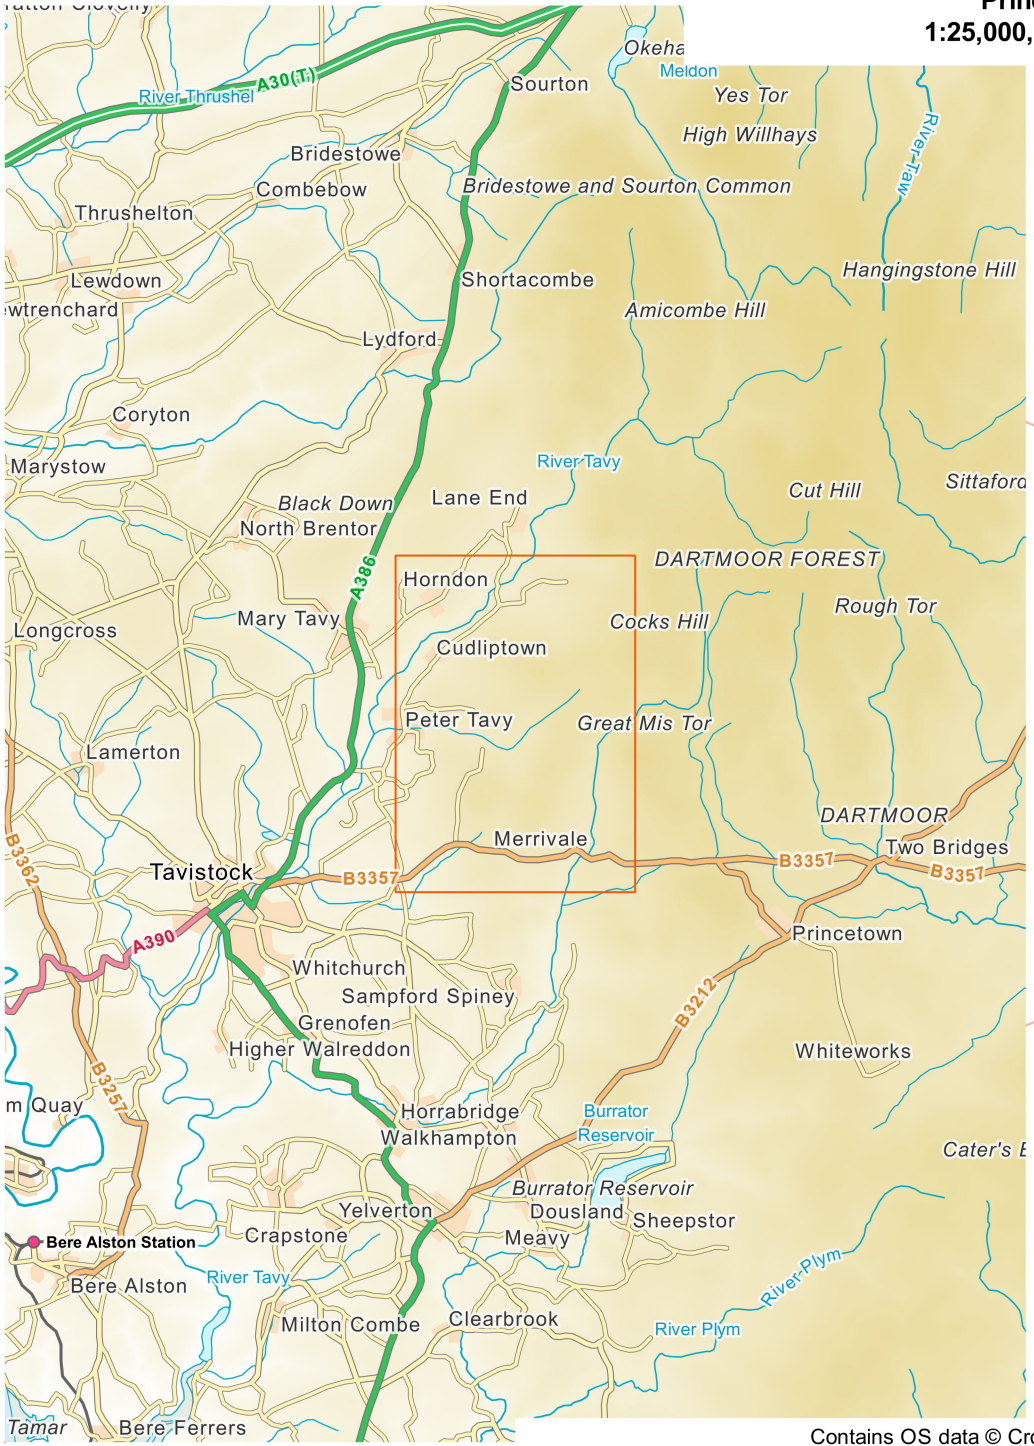 1:25,000,
Sourton
Meldon
Yes Tor
A30(T)
River Thrushel
High Willhays
River Taw
Bridestowe
Combebow
Bridestowe and Sourton Common
Thrushelton
Hangingstone Hill
Lewdown
Shortacombe
ewtrenchard
Amicombe Hill
Lydford
Coryton
River Tavy
Marystow
Cut Hill
Sittaford
Lane End
Black Down
North Brentor
DARTMOOR FOREST
A386
Horndon
Rough Tor
Mary Tavy
Cocks Hill
Longcross
Cudliptown
Peter Tavy
Great Mis Tor
Lamerton
DARTMOOR
Merrivale
Two Bridges
B3362
B3357
B3357
Tavistock
B3357
A390
Princetown
Whitchurch
Sampford Spiney
B3212
Grenofen
Higher Walreddon
Whiteworks
B3257
m Quay
Horrabridge
Burrator
Reservoir
Walkhampton
Cater's
Burrator Reservoir
Yelverton
Dousland
Sheepstor
Crapstone
Meavy
Bere Alston Station
River Tavy
Bere Alston
River Plym
Milton Combe
Clearbrook
River Plym
Tamar
Bere Ferrers
Contains OS data © Cro